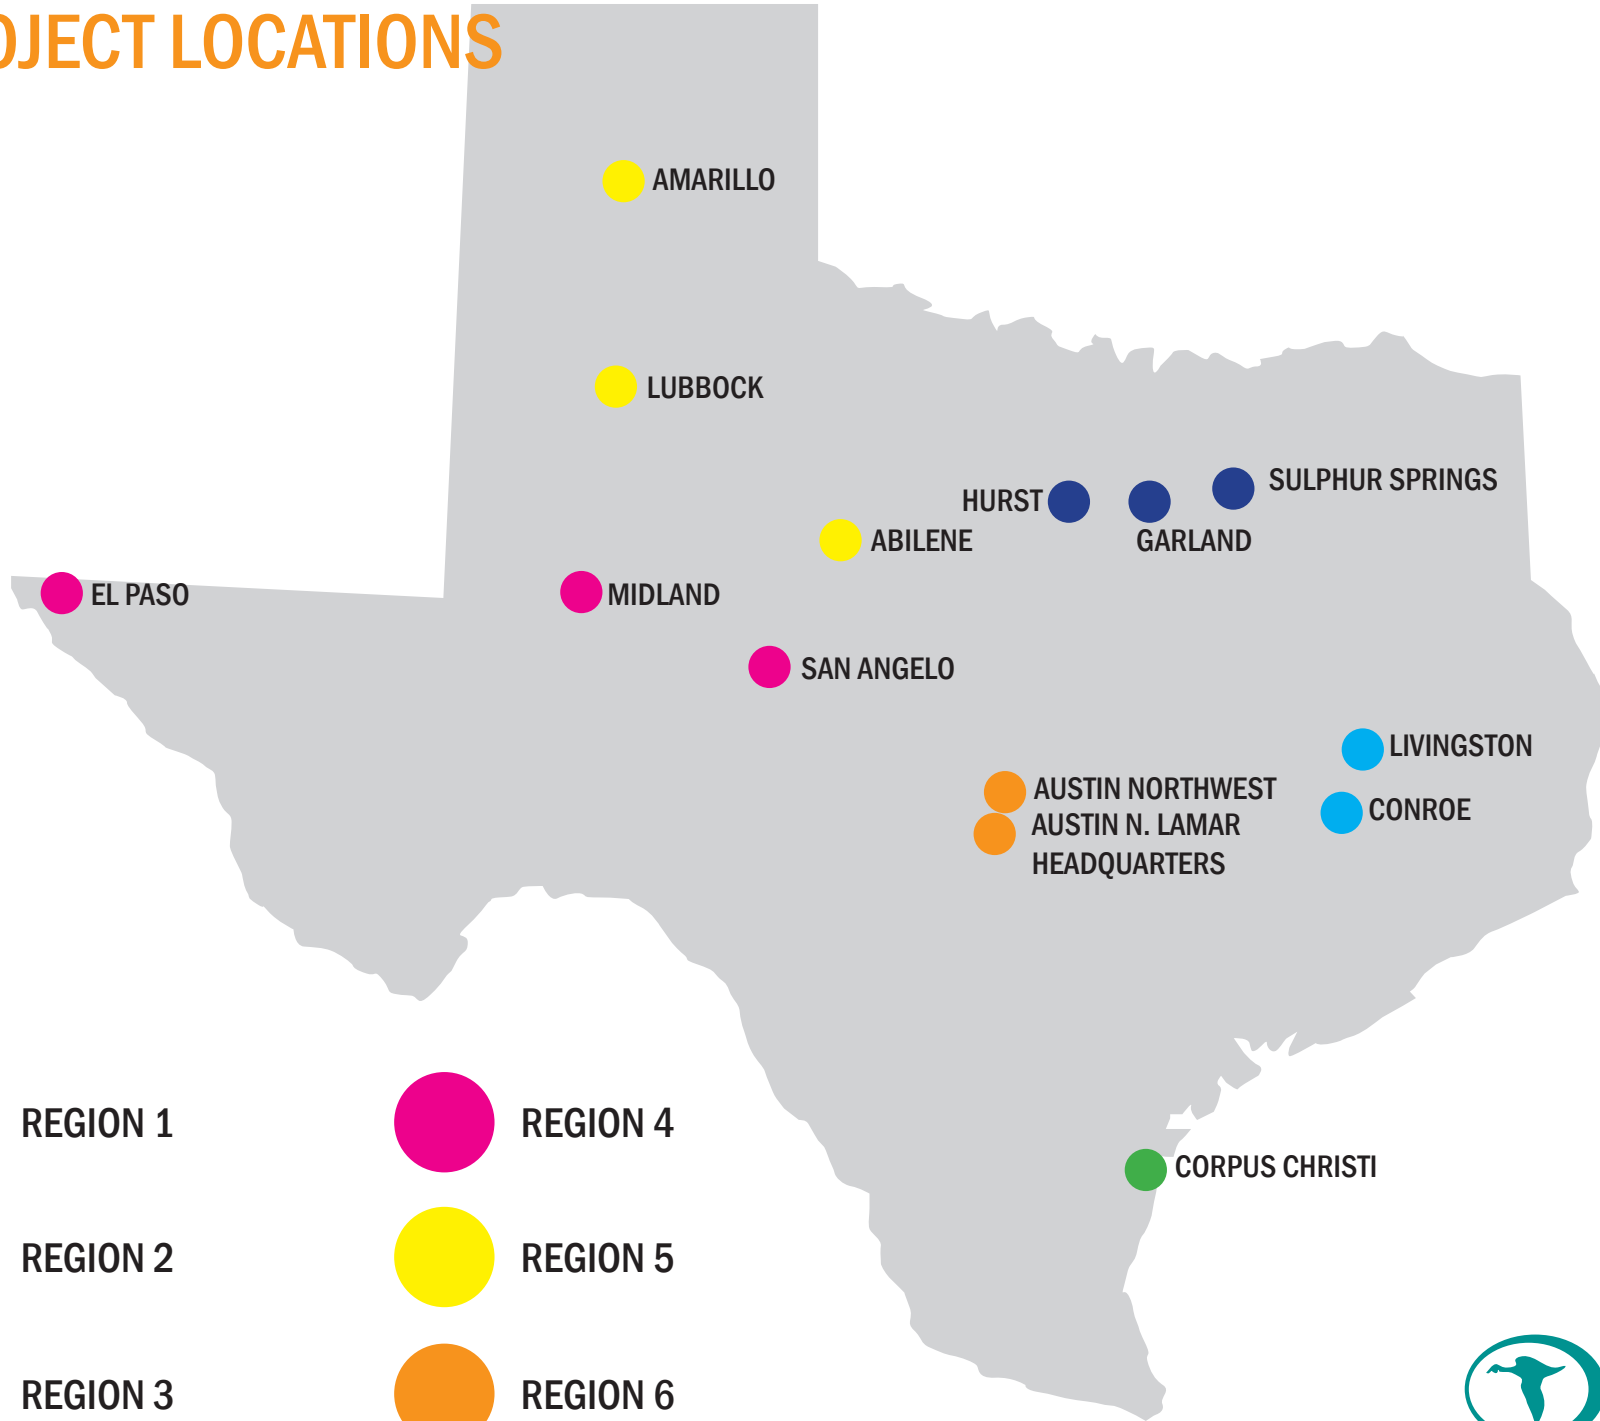 OJECT LOCATIONS
AMARILLO
LUBBOCK
SULPHUR SPRINGS
HURST
GARLAND
ABILENE
EL PASO
MIDLAND
SAN ANGELO
LIVINGSTON
AUSTIN NORTHWEST
CONROE
AUSTIN N. LAMAR
HEADQUARTERS
CORPUS CHRISTI
REGION 1
REGION 4
REGION 2
REGION 5
REGION 3
REGION 6